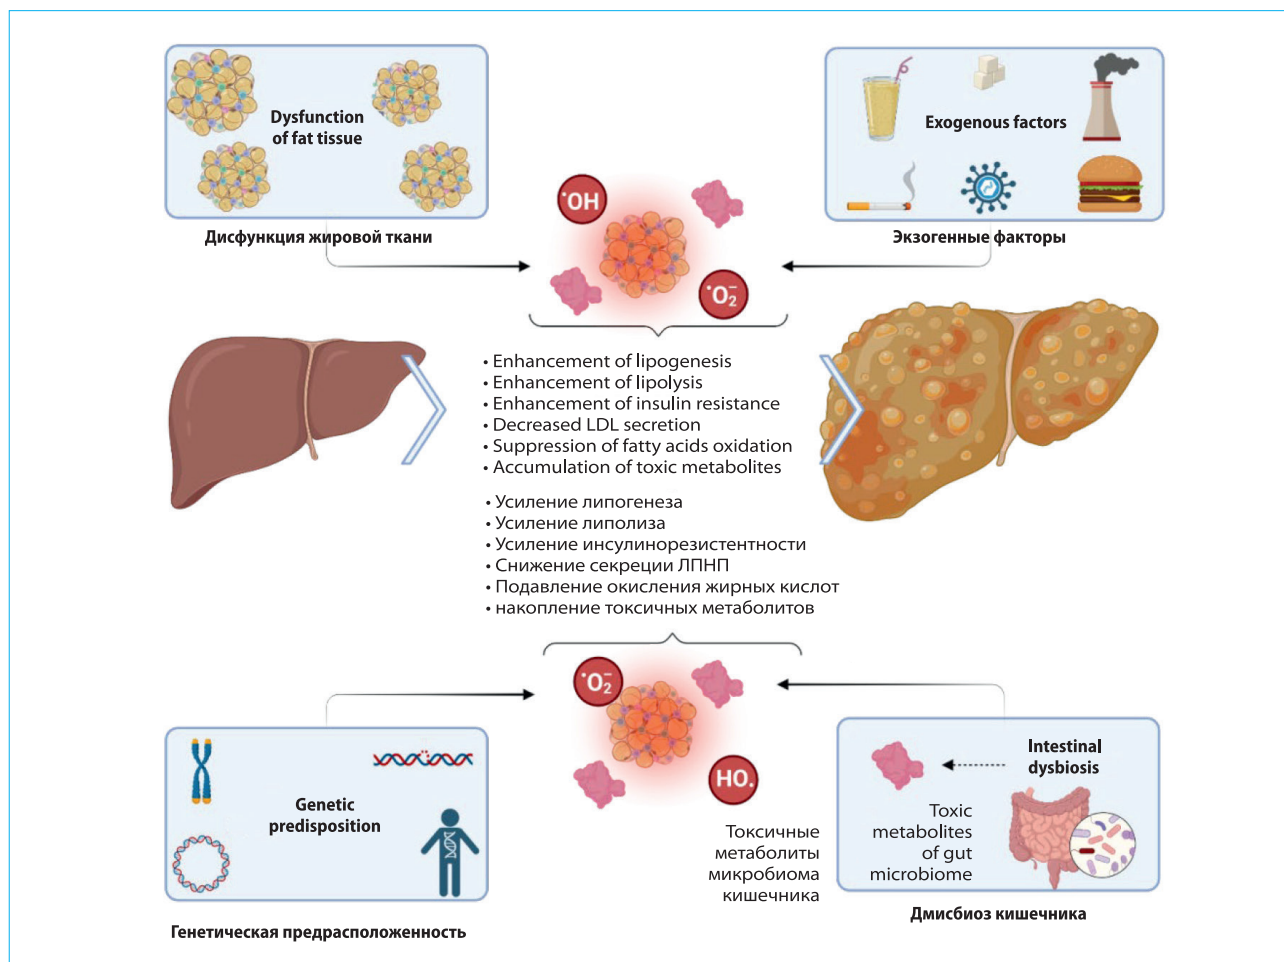 Dysfunction
of fat tissue
Дисфункция жировой ткани
Exogenous factors
Экзогенные факторы
•OH
•O₂⁻
• Enhancement of lipogenesis
• Enhancement of lipolysis
• Enhancement of insulin resistance
• Decreased LDL secretion
• Suppression of fatty acids oxidation
• Accumulation of toxic metabolites
• Усиление липогенеза
• Усиление липолиза
• Усиление инсулинорезистентности
• Снижение секреции ЛПНП
• Подавление окисления жирных кислот
• накопление токсичных метаболитов
•O₂⁻
HO.
Genetic
predisposition
Генетическая предрасположенность
Intestinal
dysbiosis
Toxic
metabolites
of gut
microbiome
Токсичные
метаболиты
микробиома
кишечника
Дмисбиоз кишечника